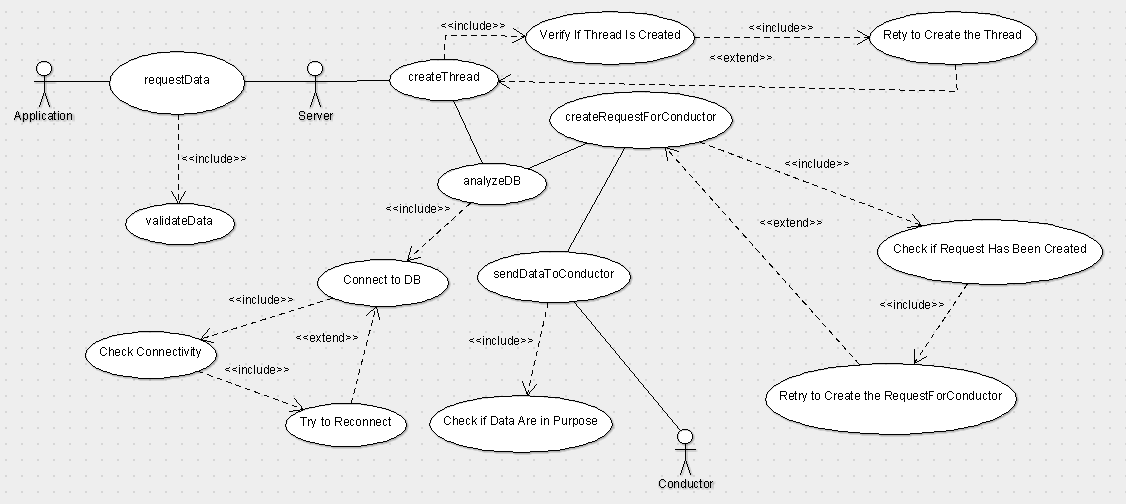 <<include>>
Verify If Thread Is Created
<<include>>
Rety to Create the Thread
<<extend>>
requestData
createThread
Application
Server
createRequestForConductor
<<include>>
<<include>>
analyzeDB
<<include>>
validateData
<<extend>>
Check if Request Has Been Created
Connect to DB
sendDataToConductor
<<include>>
<<include>>
<<extend>>
<<include>>
Check Connectivity
<<include>>
Try to Reconnect
Check if Data Are in Purpose
Retry to Create the RequestForConductor
Conductor